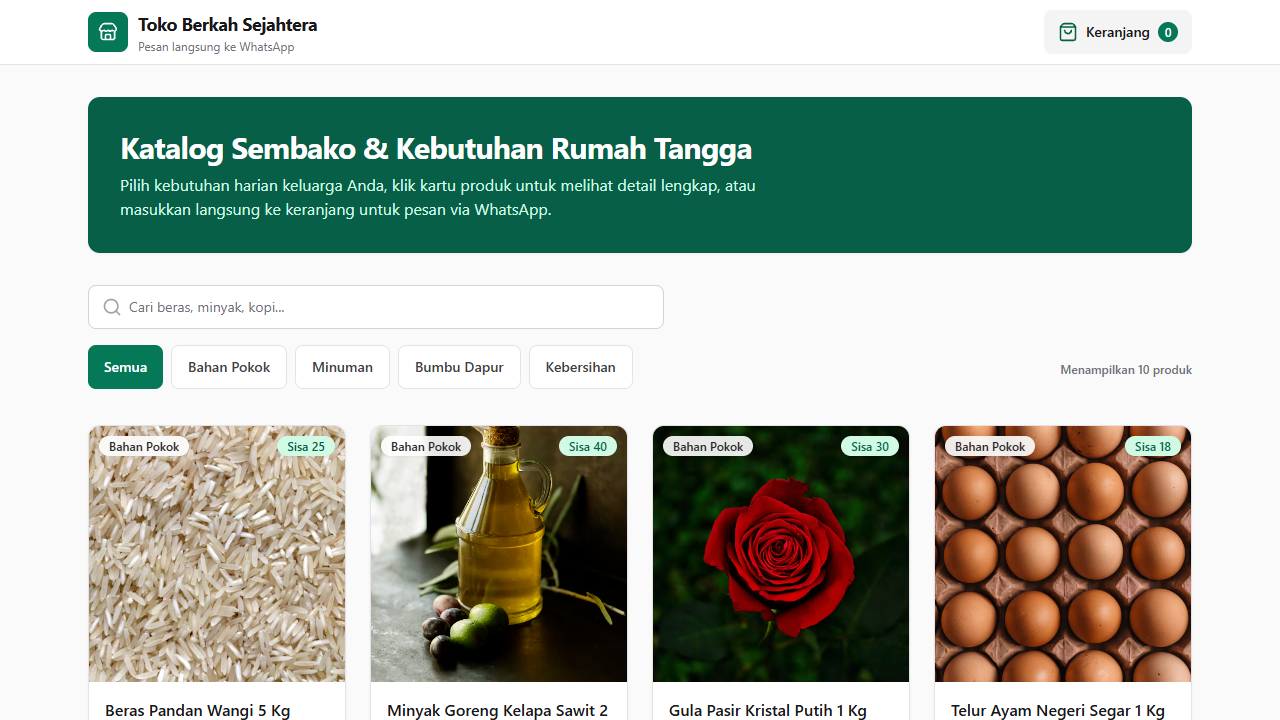 Toko Berkah Sejahtera
Pesan langsung ke WhatsApp
Keranjang 0
Katalog Sembako & Kebutuhan Rumah Tangga
Pilih kebutuhan harian keluarga Anda, klik kartu produk untuk melihat detail lengkap, atau
masukkan langsung ke keranjang untuk pesan via WhatsApp.
Cari beras, minyak, kopi...
Semua
Bahan Pokok
Minuman
Bumbu Dapur
Kebersihan
Menampilkan 10 produk
Bahan Pokok
Sisa 25
Bahan Pokok
Sisa 40
Bahan Pokok
Sisa 30
Bahan Pokok
Sisa 18
Beras Pandan Wangi 5 Kg
Minyak Goreng Kelapa Sawit 2
Gula Pasir Kristal Putih 1 Kg
Telur Ayam Negeri Segar 1 Kg